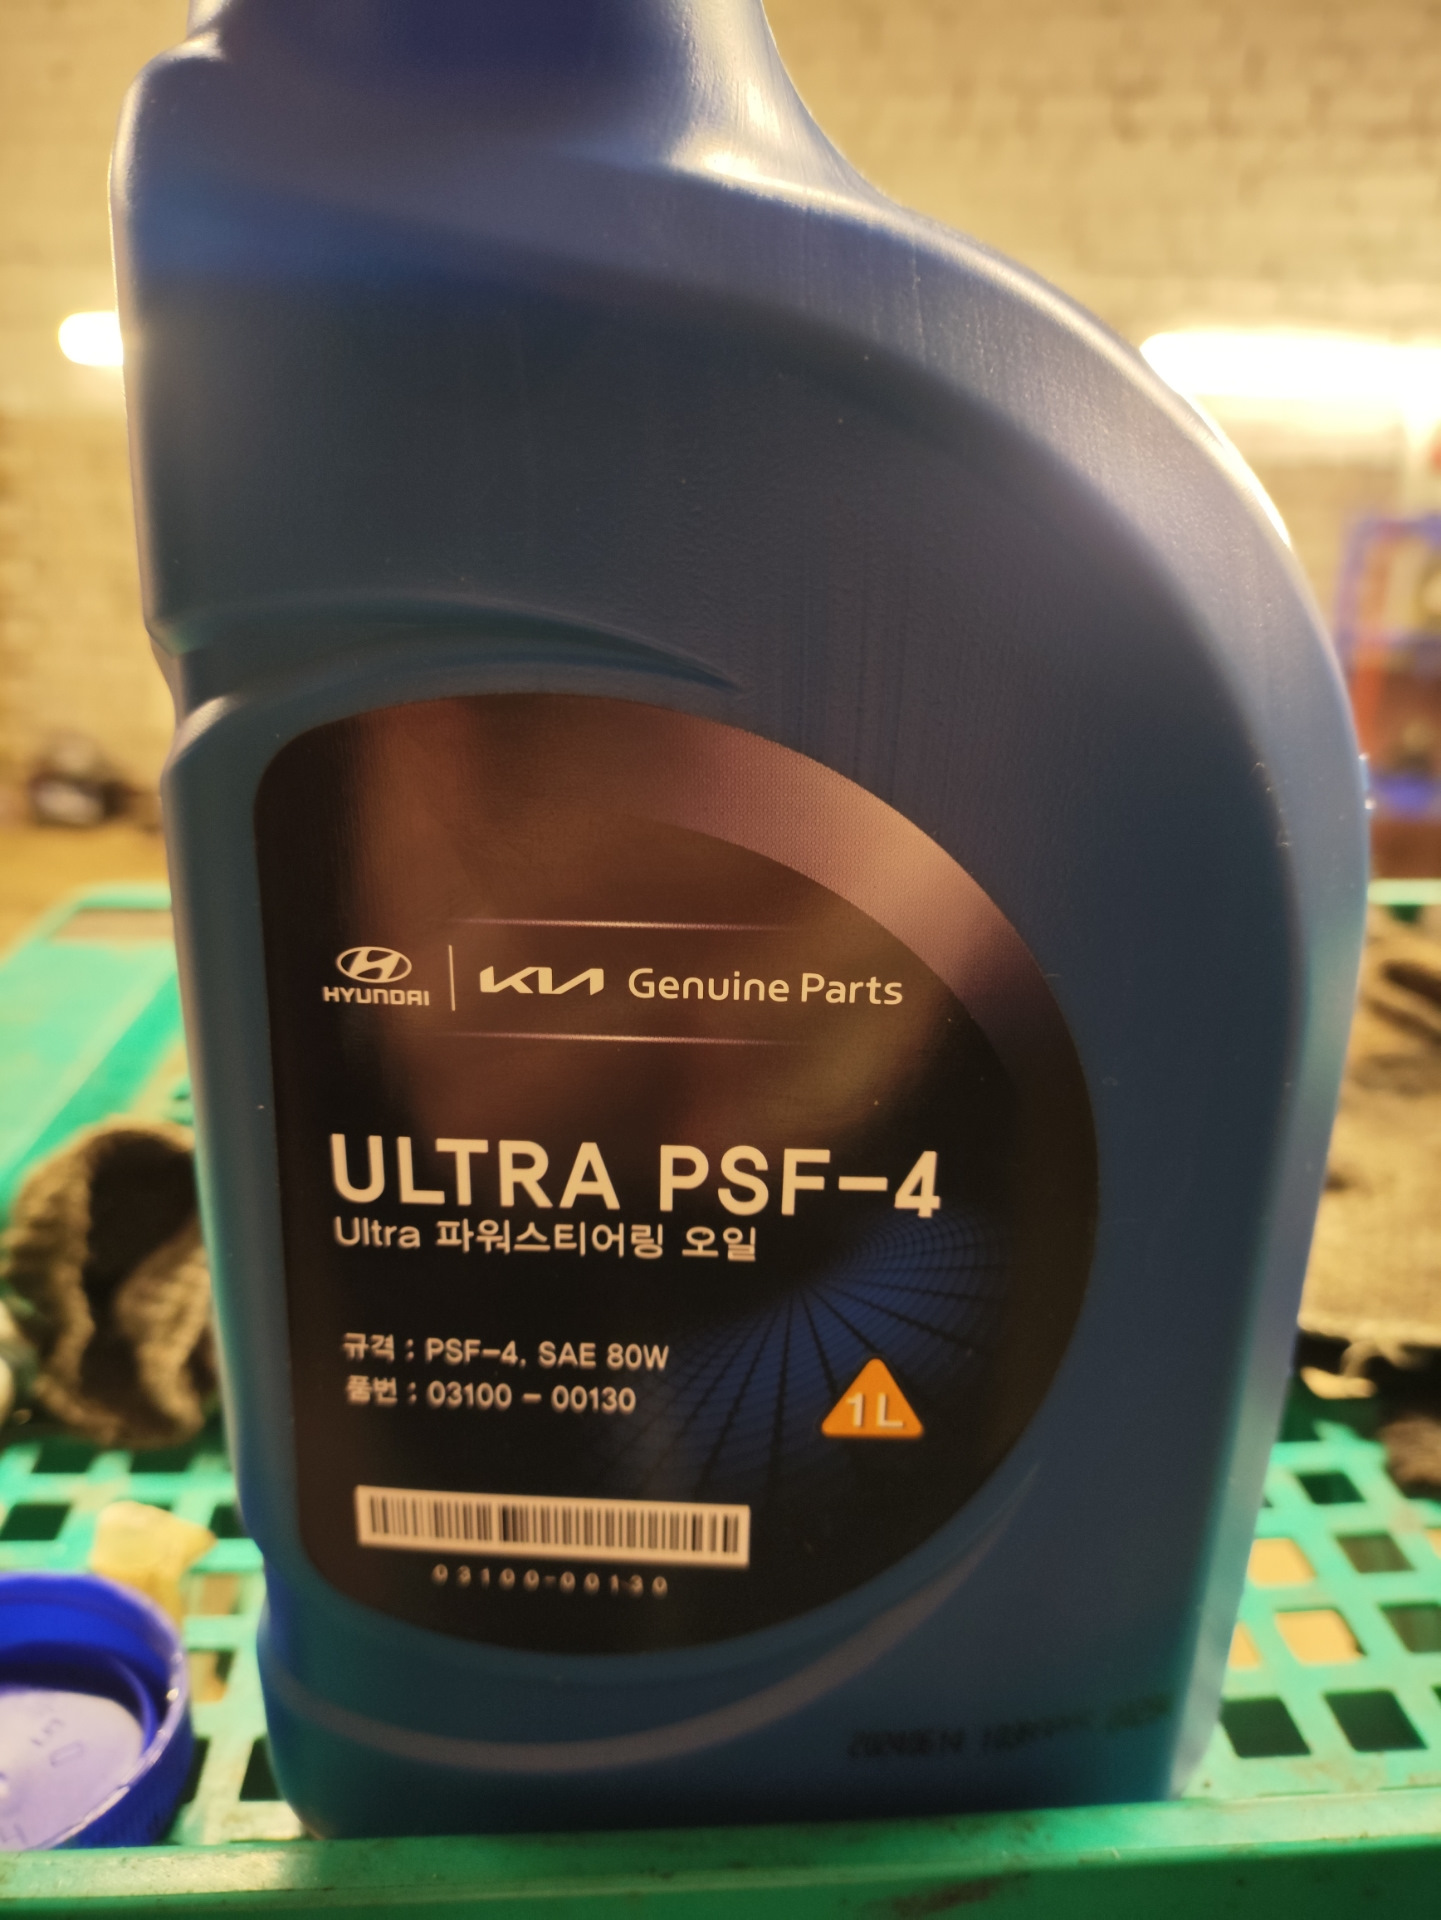 HYUNDAI KIA Genuine Parts
ULTRA PSF-4
Ultra 파워스티어링 오일
규격 : PSF-4, SAE 80W
품번 : 03100 - 00130
1L
03100-00130